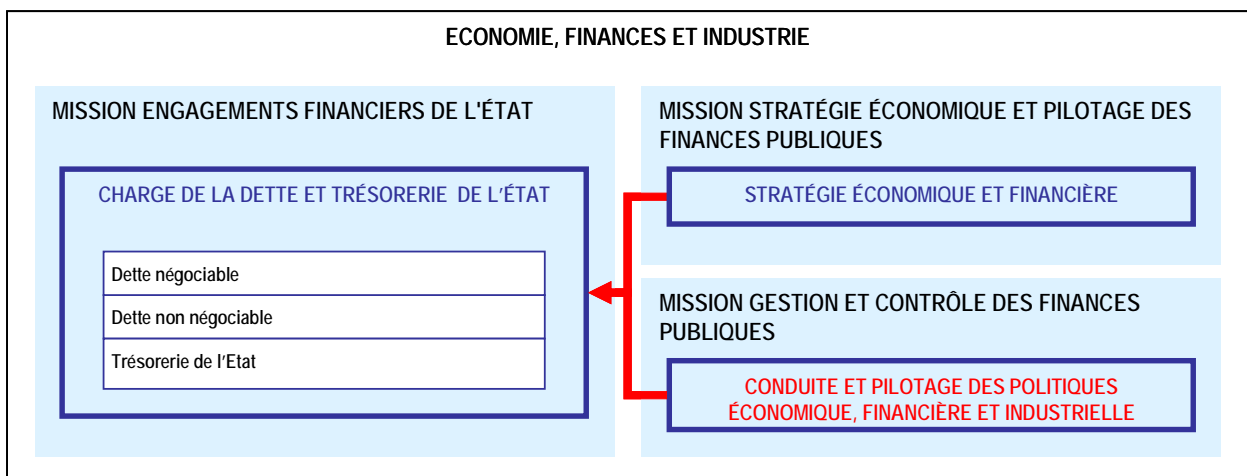 ECONOMIE, FINANCES ET INDUSTRIE
MISSION ENGAGEMENTS FINANCIERS DE L'ÉTAT
CHARGE DE LA DETTE ET TRÉSORERIE DE L'ÉTAT
Dette négociable
Dette non négociable
Trésorerie de l'Etat
MISSION STRATÉGIE ÉCONOMIQUE ET PILOTAGE DES
FINANCES PUBLIQUES
STRATÉGIE ÉCONOMIQUE ET FINANCIÈRE
MISSION GESTION ET CONTRÔLE DES FINANCES
PUBLIQUES
CONDUITE ET PILOTAGE DES POLITIQUES
ÉCONOMIQUE, FINANCIÈRE ET INDUSTRIELLE